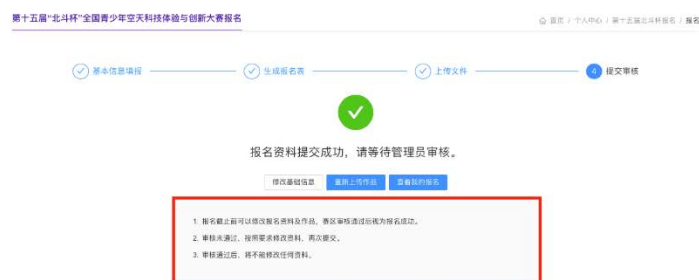 第十五届“北斗杯”全国青少年空天科技体验与创新大赛报名
首页 / 个人中心 / 第十五届北斗杯报名 / 报名
基本信息填报
生成报名表
上传文件
4 提交审核
报名资料提交成功，请等待管理员审核。
修改基础信息 重新上传作品 查看我的报名
1. 报名截止前可以修改报名资料及作品，赛区审核通过后视为报名成功。
2. 审核未通过，按照要求修改资料，再次提交。
3. 审核通过后，将不能修改任何资料。